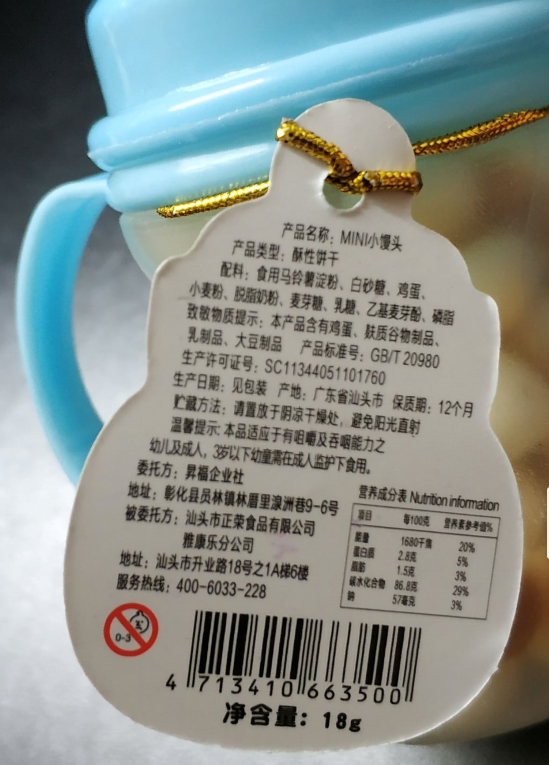 产品名称：MINI小馒头
产品类型：酥性饼干
配料：食用马铃薯淀粉、白砂糖、鸡蛋、
小麦粉、脱脂奶粉、麦芽糖、乳糖、乙基麦芽酚、磷脂
致敏物质提示：本产品含有鸡蛋、麸质谷物制品、
乳制品、大豆制品 产品标准号：GB/T 20980
生产许可证号：SC11344051101760
生产日期：见包装 产地：广东省汕头市 保质期：12个月
贮藏方法：请置放于阴凉干燥处，避免阳光直射
温馨提示：本品适应于有咀嚼及吞咽能力之
幼儿及成人，3岁以下幼童需在成人监护下食用。
委托方：昇福企业社
地址：彰化县员林镇林厝里湶洲巷9-6号
被委托方：汕头市正荣食品有限公司
雅康乐分公司
地址：汕头市升业路18号之1A梯6楼
服务热线：400-6033-228
营养成分表 Nutrition information
项目 每100克 营养素参考值%
能量 1680千焦 20%
蛋白质 2.8克 5%
脂肪 1.5克 3%
碳水化合物 86.8克 29%
钠 57毫克 3%
0-3
4 713410 663500
净含量：18g